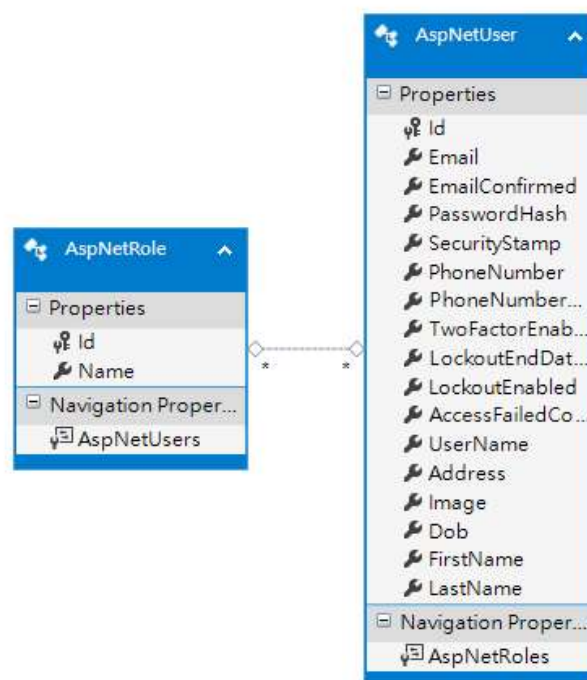 AspNetRole
Properties
Id
Name
Navigation Proper...
AspNetUsers
*
*
AspNetUser
Properties
Id
Email
EmailConfirmed
PasswordHash
SecurityStamp
PhoneNumber
PhoneNumber...
TwoFactorEnab...
LockoutEndDat...
LockoutEnabled
AccessFailedCo...
UserName
Address
Image
Dob
FirstName
LastName
Navigation Proper...
AspNetRoles